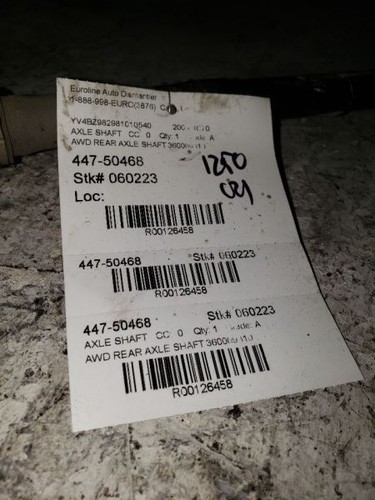 Euroline Auto Dismantler
1-888-998-EURO(3876)
YV4BZ982981010540
AXLE SHAFT CC: 0 Qty: 1 A
AWD REAR AXLE SHAFT
447-50468
1250
Stk# 060223
Loc:
R00126458
447-50468 Stk# 060223
R00126458
447-50468 Stk# 060223
AXLE SHAFT CC: 0 Qty: 1 A
AWD REAR AXLE SHAFT
R00126458